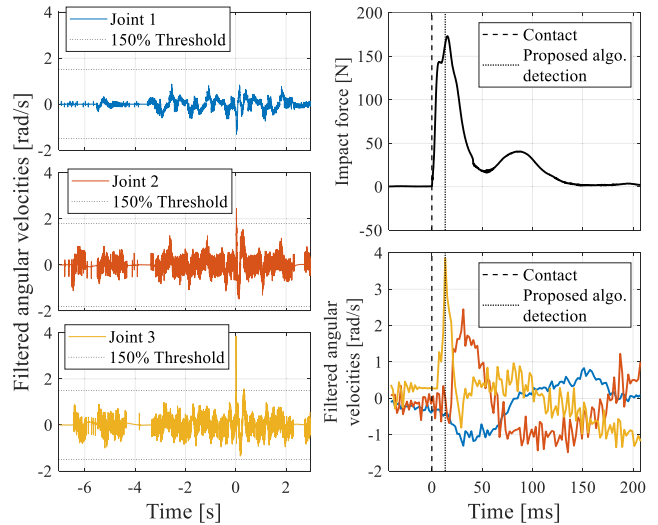 Filtered angular velocities [rad/s]
4
2
0
-2
Joint 1
150% Threshold
4
2
0
-2
Joint 2
150% Threshold
4
2
0
-2
Joint 3
150% Threshold
-6
-4
-2
0
2
Time [s]
Impact force [N]
200
150
100
50
0
-50
Contact
Proposed algo.
detection
Filtered angular
velocities [rad/s]
4
3
2
1
0
-1
-2
Contact
Proposed algo.
detection
0
50
100
150
200
Time [ms]